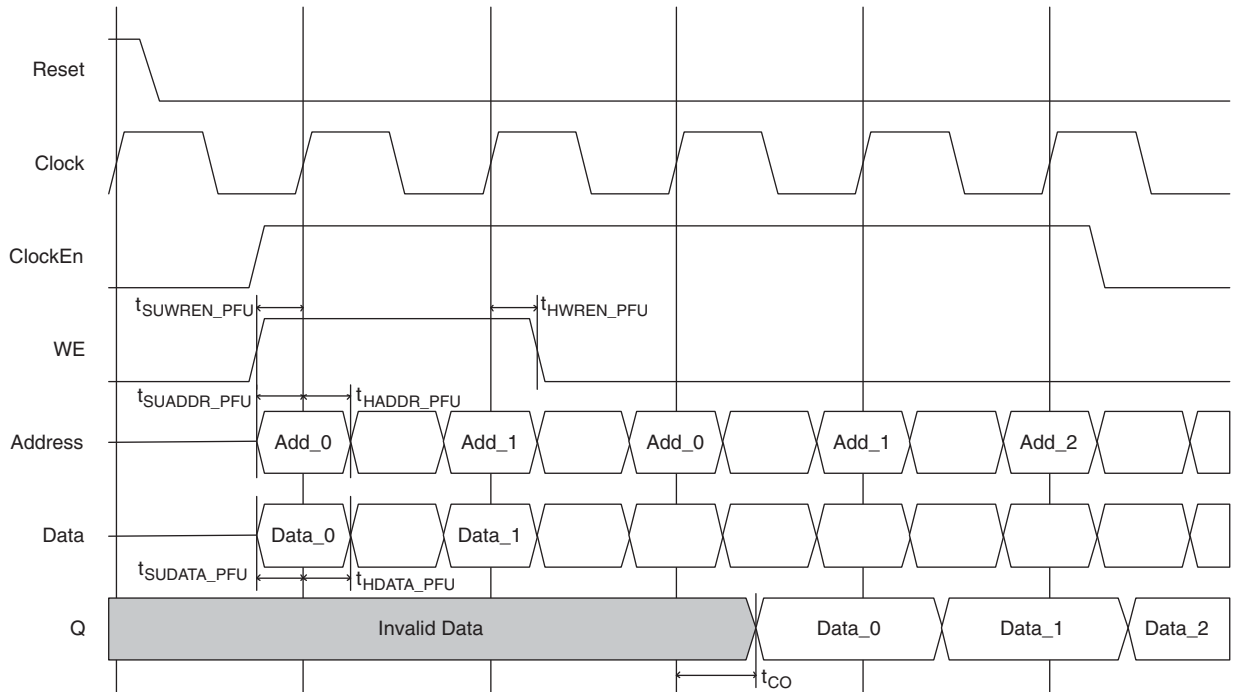 Reset
Clock
ClockEn
tSUWREN_PFU
tHWREN_PFU
WE
tSUADDR_PFU
tHADDR_PFU
Address
Add_0 Add_1 Add_0 Add_1 Add_2
Data
Data_0 Data_1
tSUDATA_PFU
tHDATA_PFU
Q
Invalid Data Data_0 Data_1 Data_2
tCO